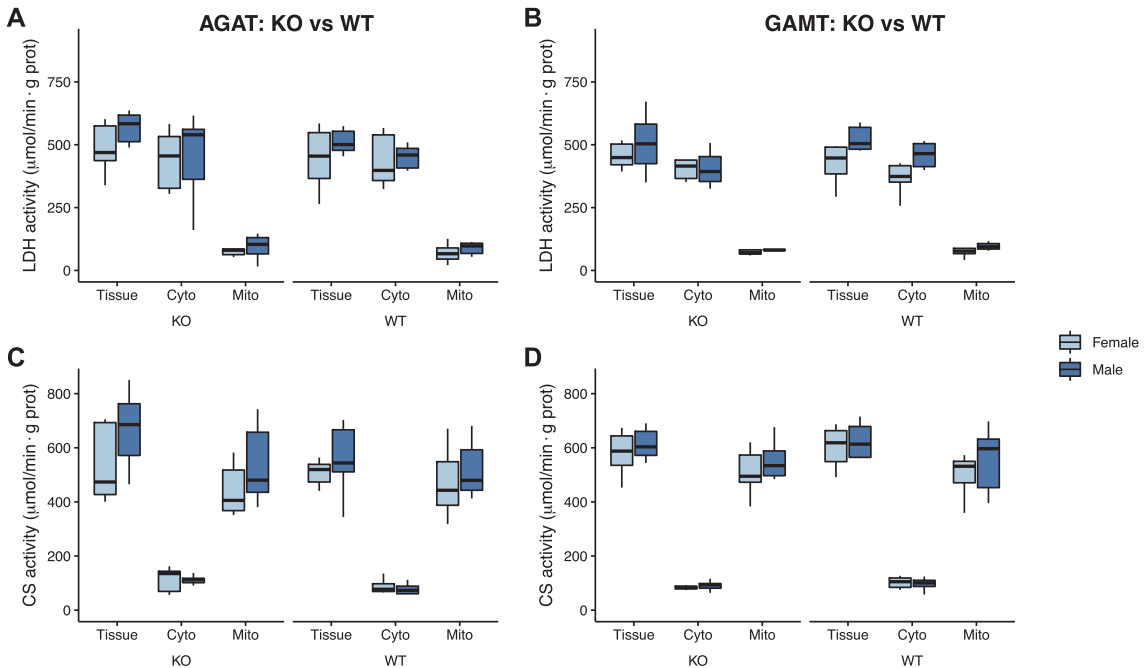 A
AGAT: KO vs WT
LDH activity (μmol/min · g prot)
750
500
250
0
Tissue Cyto Mito Tissue Cyto Mito
KO WT
B
GAMT: KO vs WT
LDH activity (μmol/min · g prot)
750
500
250
0
Tissue Cyto Mito Tissue Cyto Mito
KO WT
Female
Male
C
CS activity (μmol/min · g prot)
800
600
400
200
0
Tissue Cyto Mito Tissue Cyto Mito
KO WT
D
CS activity (μmol/min · g prot)
800
600
400
200
0
Tissue Cyto Mito Tissue Cyto Mito
KO WT